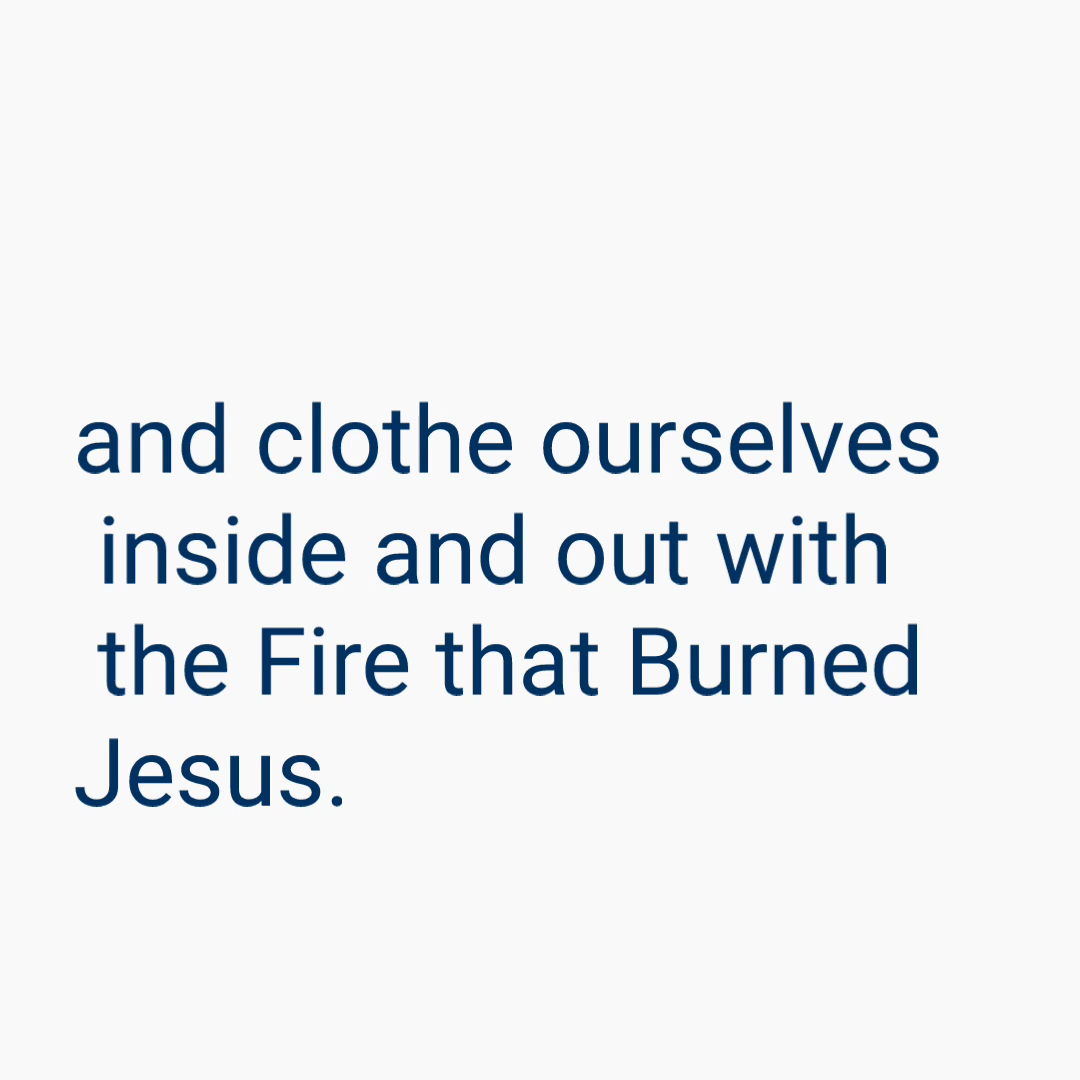 and clothe ourselves
inside and out with
the Fire that Burned
Jesus.